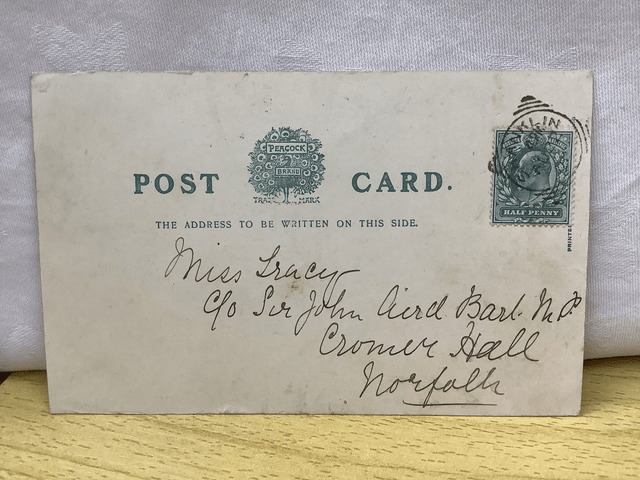 PEACOCK
BRAND
TRADE MARK
POST CARD.
THE ADDRESS TO BE WRITTEN ON THIS SIDE.
HALF PENNY
Miss Tracy
C/o Sir John Aird Bart. M.P.
Cromer Hall
Norfolk